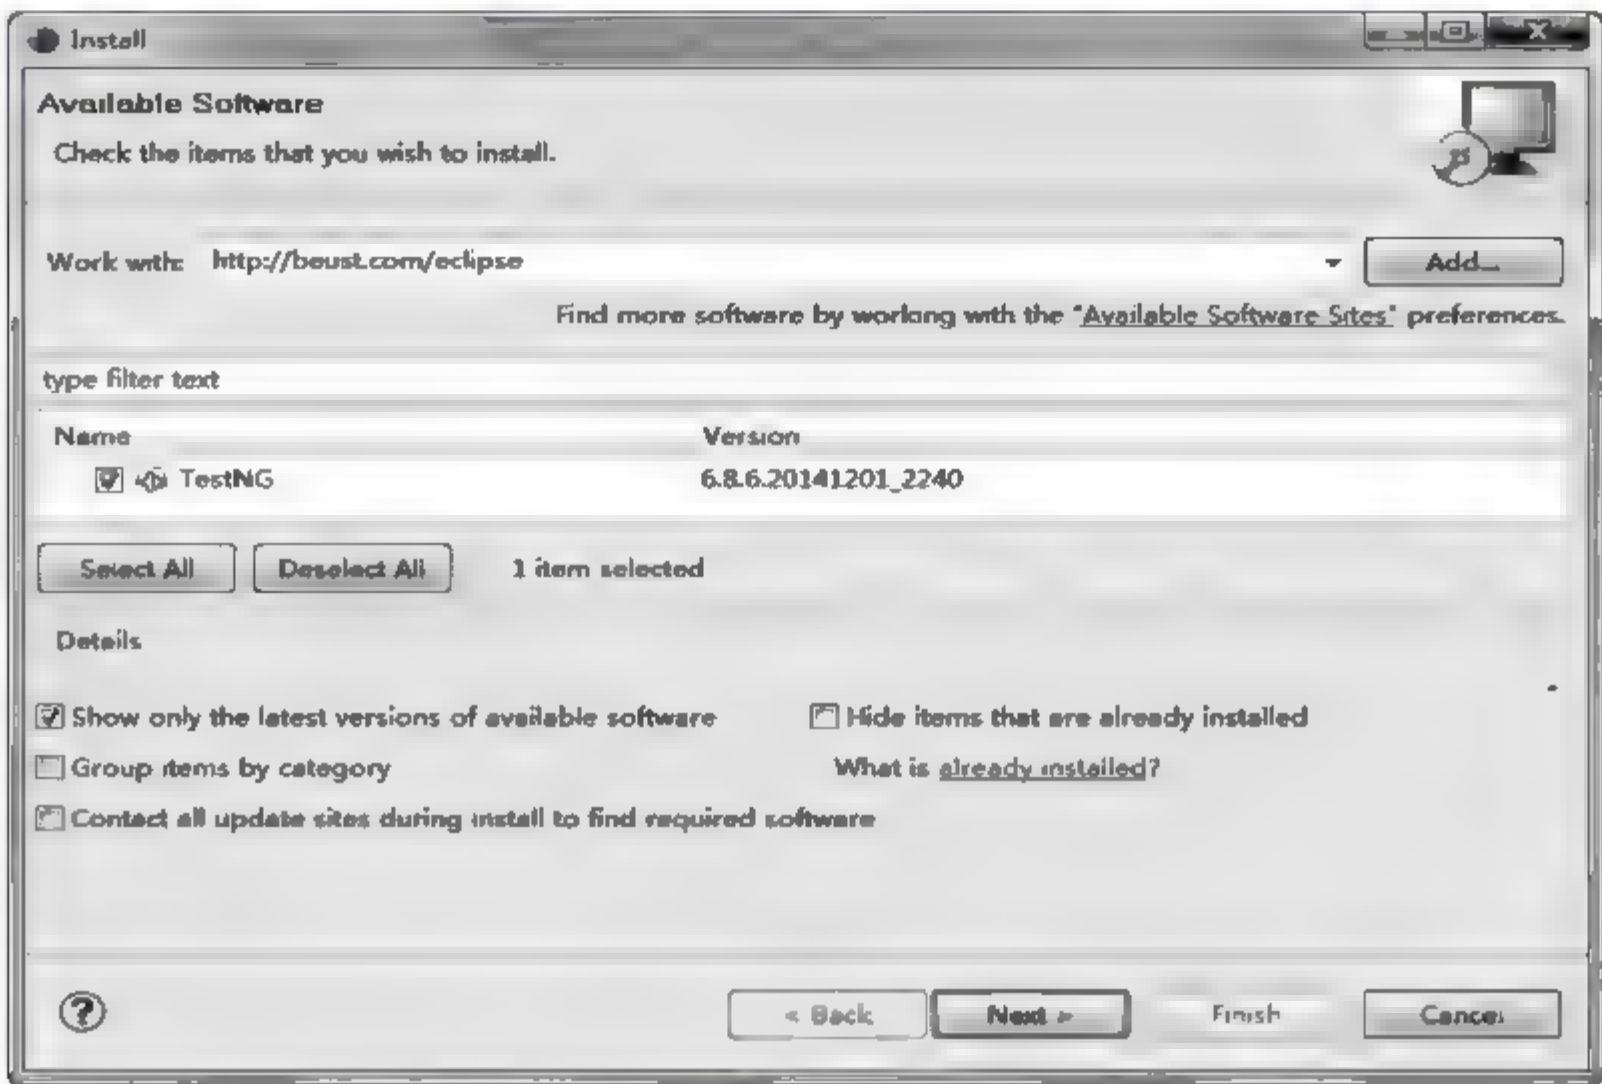 Install
Available Software
Check the items that you wish to install.
Work with: http://beust.com/eclipse Add...
Find more software by working with the "Available Software Sites" preferences.
type filter text
Name Version
TestNG 6.8.6.20141201_2240
Select All Deselect All 1 item selected
Details
Show only the latest versions of available software Hide items that are already installed
Group items by category What is already installed?
Contact all update sites during install to find required software
? < Back Next > Finish Cancel